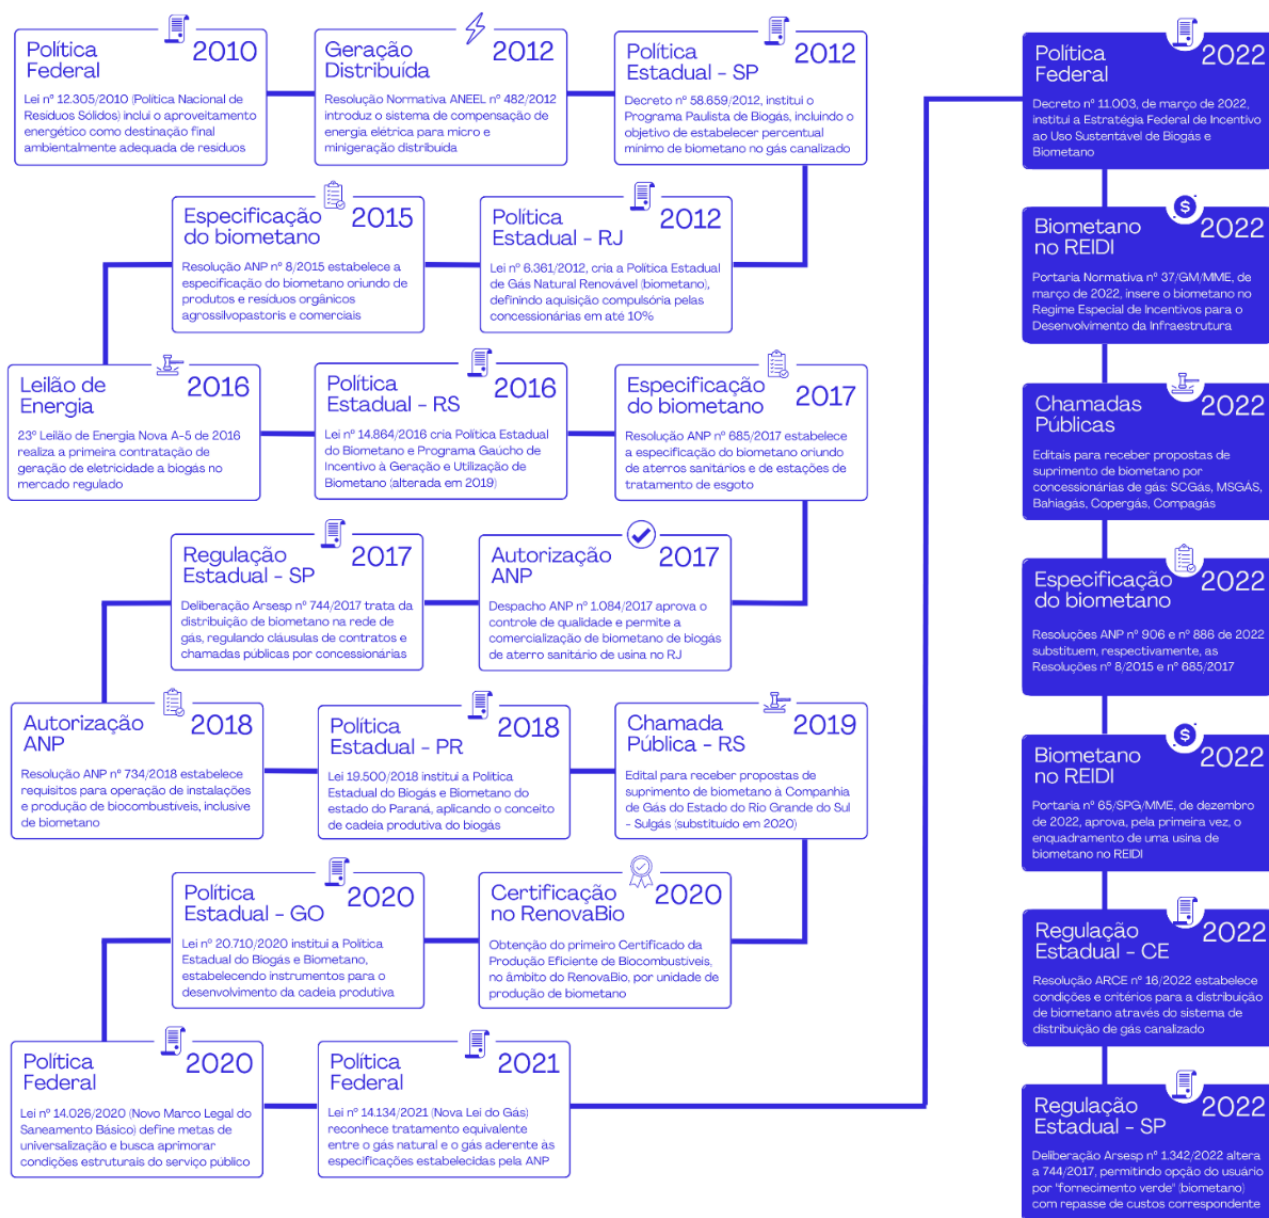 Política
Federal
2010
Lei nº 12.305/2010 (Política Nacional de
Resíduos Sólidos) inclui o aproveitamento
energético como destinação final
ambientalmente adequada de resíduos
Geração
Distribuída
2012
Resolução Normativa ANEEL nº 482/2012
introduz o sistema de compensação de
energia elétrica para micro e
minigeração distribuída
Política
Estadual - SP
2012
Decreto nº 58.659/2012, institui o
Programa Paulista de Biogás, incluindo o
objetivo de estabelecer percentual
mínimo de biometano no gás canalizado
Política
Estadual - RJ
2012
Lei nº 6.361/2012, cria a Política Estadual
de Gás Natural Renovável (biometano),
definindo aquisição compulsória pelas
concessionárias em até 10%
Especificação
do biometano
2015
Resolução ANP nº 8/2015 estabelece a
especificação do biometano oriundo de
produtos e resíduos orgânicos
agrossilvopastoris e comerciais
Leilão de
Energia
2016
23º Leilão de Energia Nova A-5 de 2016
realiza a primeira contratação de
geração de eletricidade a biogás no
mercado regulado
Política
Estadual - RS
2016
Lei nº 14.864/2016 cria Política Estadual
do Biometano e Programa Gaúcho de
Incentivo à Geração e Utilização de
Biometano (alterada em 2019)
Especificação
do biometano
2017
Resolução ANP nº 685/2017 estabelece
a especificação do biometano oriundo
de aterros sanitários e de estações de
tratamento de esgoto
Autorização
ANP
2017
Despacho ANP nº 1.084/2017 aprova o
controle de qualidade e permite a
comercialização de biometano de biogás
de aterro sanitário de usina no RJ
Regulação
Estadual - SP
2017
Deliberação Arsesp nº 744/2017 trata da
distribuição de biometano na rede de
gás, regulando cláusulas de contratos e
chamadas públicas por concessionárias
Autorização
ANP
2018
Resolução ANP nº 734/2018 estabelece
requisitos para operação de instalações
e produção de biocombustíveis, inclusive
de biometano
Política
Estadual - PR
2018
Lei 19.500/2018 institui a Política
Estadual do Biogás e Biometano do
estado do Paraná, aplicando o conceito
de cadeia produtiva do biogás
Chamada
Pública - RS
2019
Edital para receber propostas de
suprimento de biometano à Companhia
de Gás do Estado do Rio Grande do Sul
- Sulgás (substituído em 2020)
Certificação
no RenovaBio
2020
Obtenção do primeiro Certificado da
Produção Eficiente de Biocombustíveis,
no âmbito do RenovaBio, por unidade de
produção de biometano
Política
Estadual - GO
2020
Lei nº 20.710/2020 institui a Política
Estadual do Biogás e Biometano,
estabelecendo instrumentos para o
desenvolvimento da cadeia produtiva
Política
Federal
2020
Lei nº 14.026/2020 (Novo Marco Legal do
Saneamento Básico) define metas de
universalização e busca aprimorar
condições estruturais do serviço público
Política
Federal
2021
Lei nº 14.134/2021 (Nova Lei do Gás)
reconhece tratamento equivalente
entre o gás natural e o gás aderente às
especificações estabelecidas pela ANP
Política
Federal
2022
Decreto nº 11.003, de março de 2022,
institui a Estratégia Federal de Incentivo
ao Uso Sustentável de Biogás e
Biometano
Biometano
no REIDI
2022
Portaria Normativa nº 37/GM/MME, de
março de 2022, insere o biometano no
Regime Especial de Incentivos para o
Desenvolvimento da Infraestrutura
Chamadas
Públicas
2022
Editais para receber propostas de
suprimento de biometano por
concessionárias de gás: SCGás, MSGÁS,
Bahiagás, Copergás, Compagás
Especificação
do biometano
2022
Resoluções ANP nº 906 e nº 886 de 2022
substituem, respectivamente, as
Resoluções nº 8/2015 e nº 685/2017
Biometano
no REIDI
2022
Portaria nº 65/SPG/MME, de dezembro
de 2022, aprova, pela primeira vez, o
enquadramento de uma usina de
biometano no REIDI
Regulação
Estadual - CE
2022
Resolução ARCE nº 16/2022 estabelece
condições e critérios para a distribuição
de biometano através do sistema de
distribuição de gás canalizado
Regulação
Estadual - SP
2022
Deliberação Arsesp nº 1.342/2022 altera
a 744/2017, permitindo opção do usuário
por "fornecimento verde" (biometano)
com repasse de custos correspondente